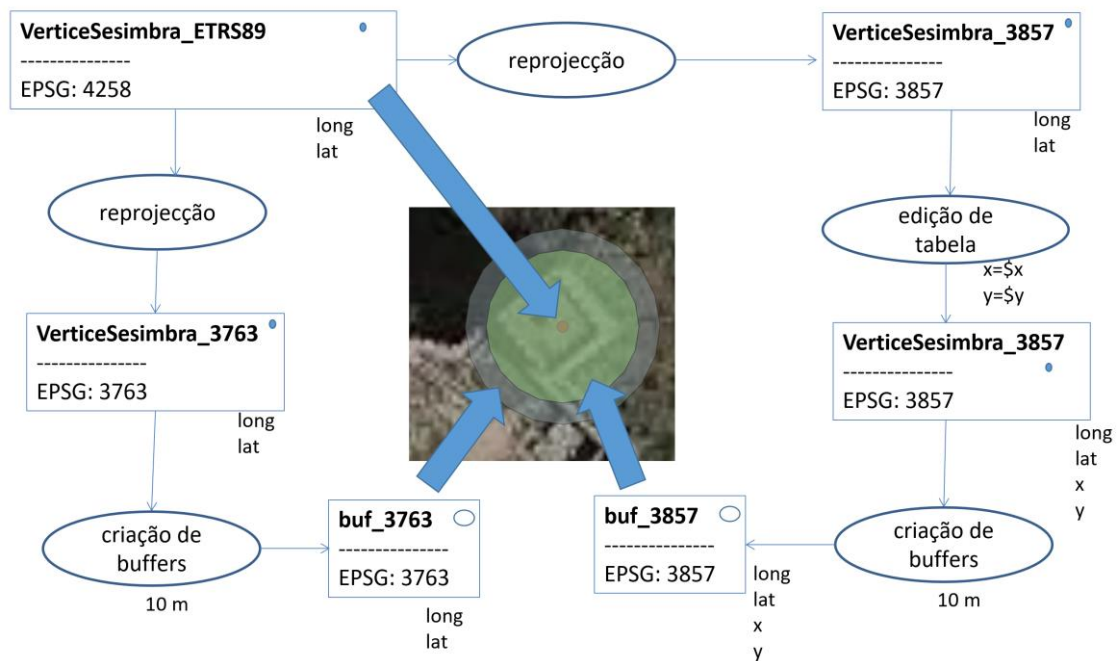 VerticeSesimbra_ETRS89
---------------
EPSG: 4258
long
lat
reprojecção
VerticeSesimbra_3857
---------------
EPSG: 3857
long
lat
reprojecção
edição de
tabela
x=$x
y=$y
VerticeSesimbra_3763
---------------
EPSG: 3763
long
lat
VerticeSesimbra_3857
---------------
EPSG: 3857
long
lat
x
y
criação de
buffers
10 m
buf_3763
---------------
EPSG: 3763
long
lat
buf_3857
---------------
EPSG: 3857
long
lat
x
y
criação de
buffers
10 m